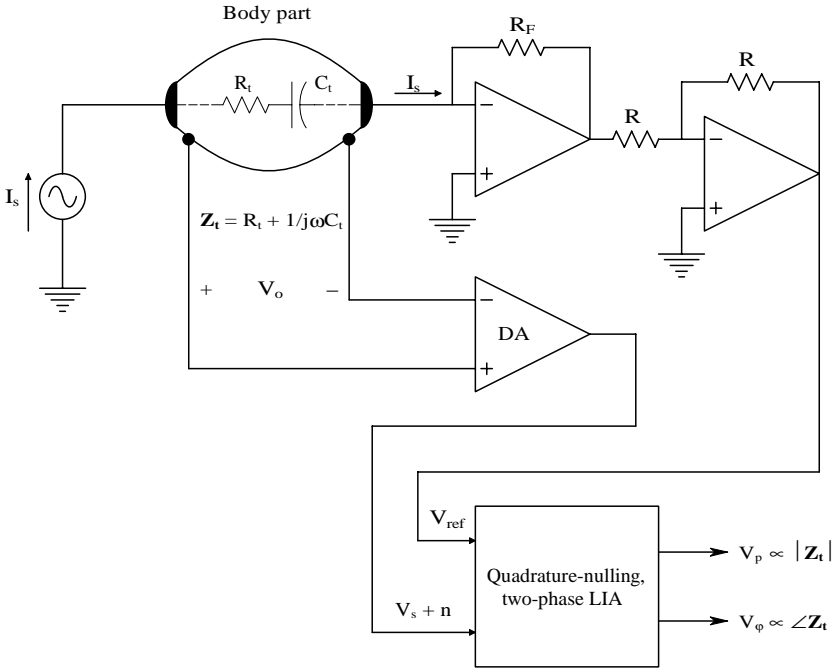 Body part
R_F
R
R_t
C_t
I_s
−
+
R
−
+
I_s
Z_t = R_t + 1/jωC_t
+ V_o −
−
DA
+
V_ref
V_p ∝ |Z_t|
Quadrature-nulling,
two-phase LIA
V_s + n
V_φ ∝ ∠Z_t